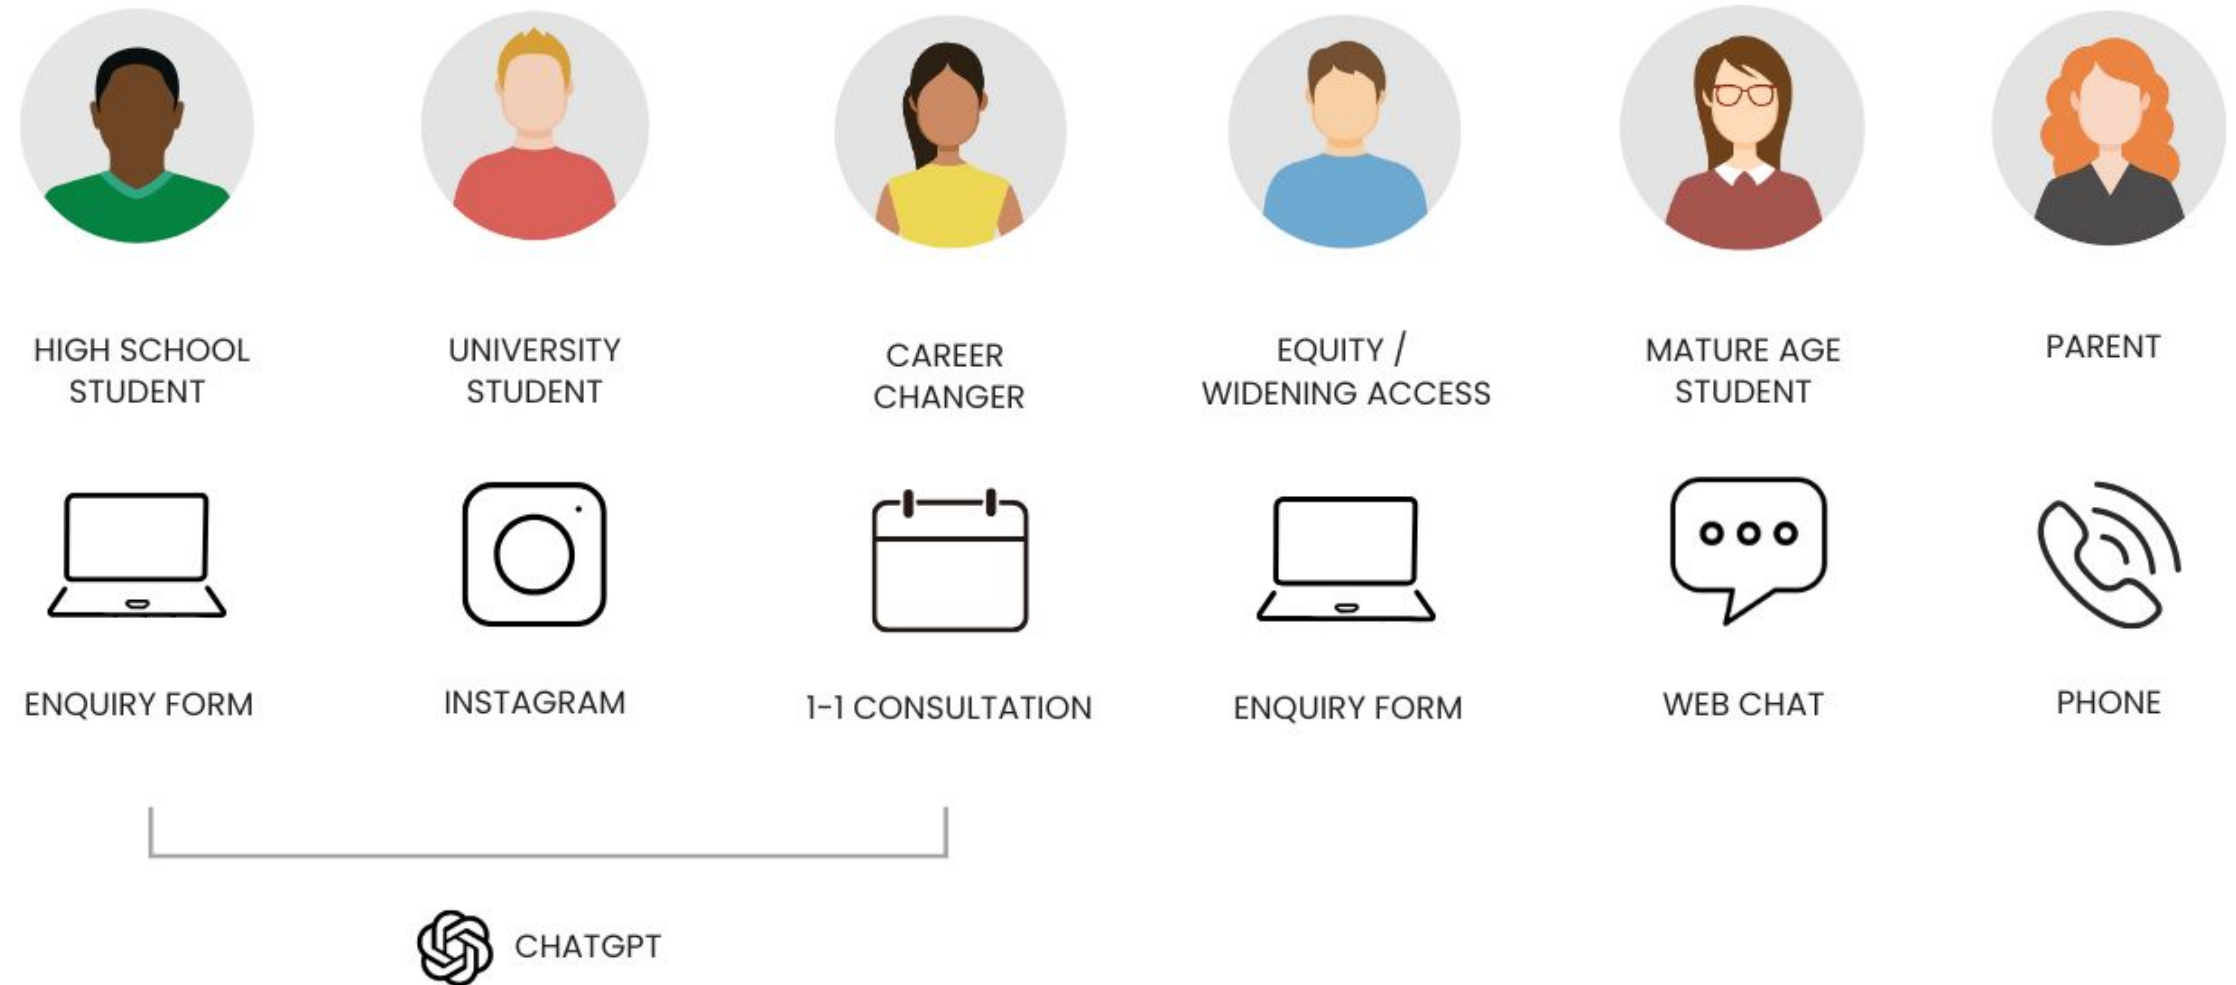 HIGH SCHOOL
STUDENT
UNIVERSITY
STUDENT
CAREER
CHANGER
EQUITY /
WIDENING ACCESS
MATURE AGE
STUDENT
PARENT
ENQUIRY FORM
INSTAGRAM
1-1 CONSULTATION
ENQUIRY FORM
WEB CHAT
PHONE
CHATGPT